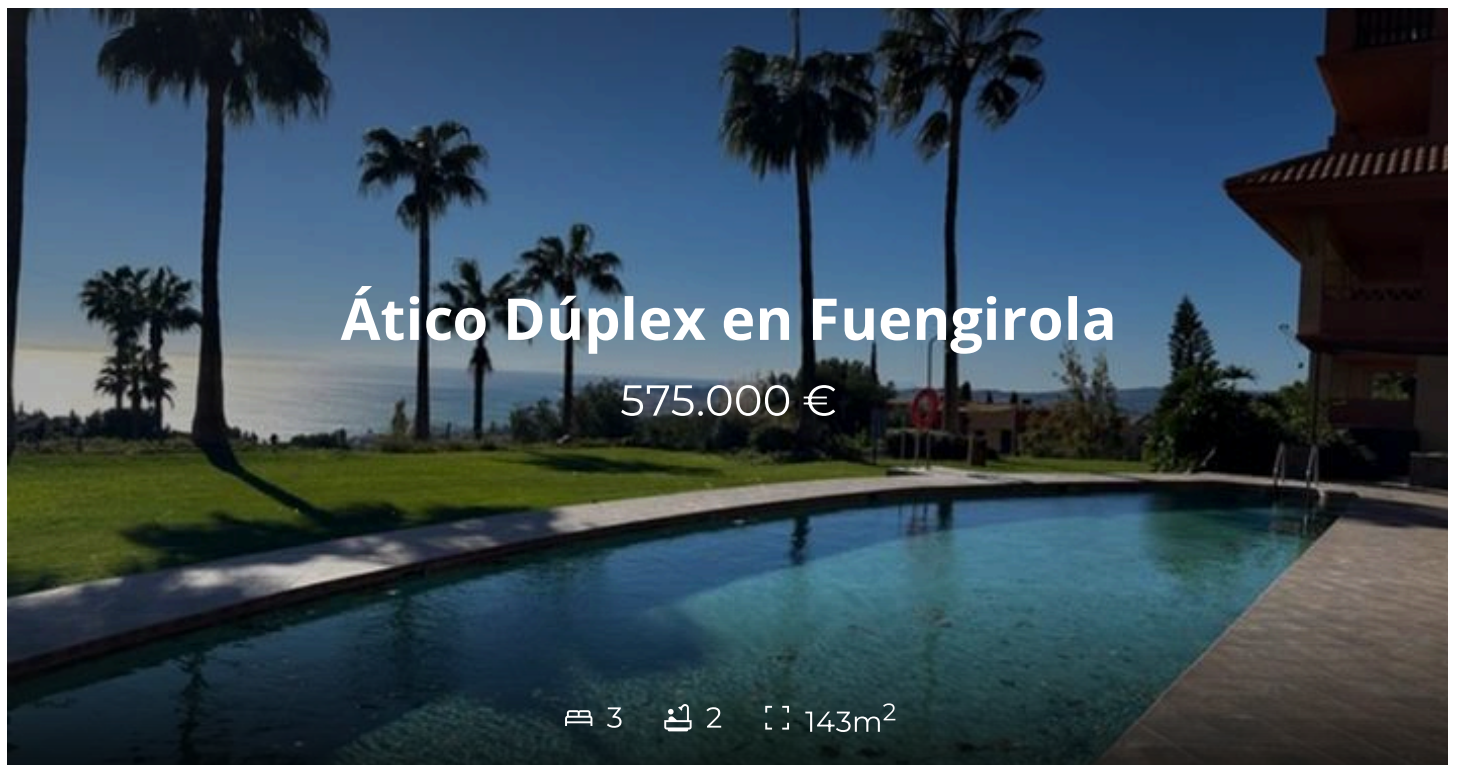 Ático Dúplex en Fuengirola
575.000 €
3 2 143m²